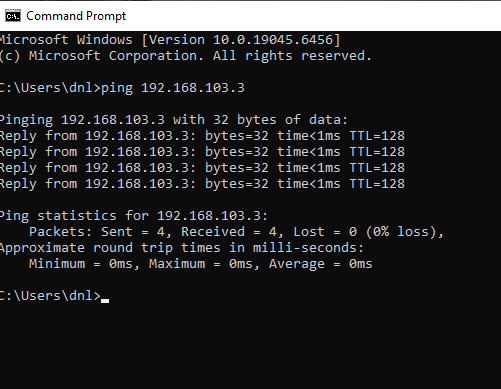 Command Prompt
Microsoft Windows [Version 10.0.19045.6456]
(c) Microsoft Corporation. All rights reserved.
C:\Users\dnl>ping 192.168.103.3
Pinging 192.168.103.3 with 32 bytes of data:
Reply from 192.168.103.3: bytes=32 time<1ms TTL=128
Reply from 192.168.103.3: bytes=32 time<1ms TTL=128
Reply from 192.168.103.3: bytes=32 time<1ms TTL=128
Reply from 192.168.103.3: bytes=32 time<1ms TTL=128
Ping statistics for 192.168.103.3:
    Packets: Sent = 4, Received = 4, Lost = 0 (0% loss),
Approximate round trip times in milli-seconds:
    Minimum = 0ms, Maximum = 0ms, Average = 0ms
C:\Users\dnl>